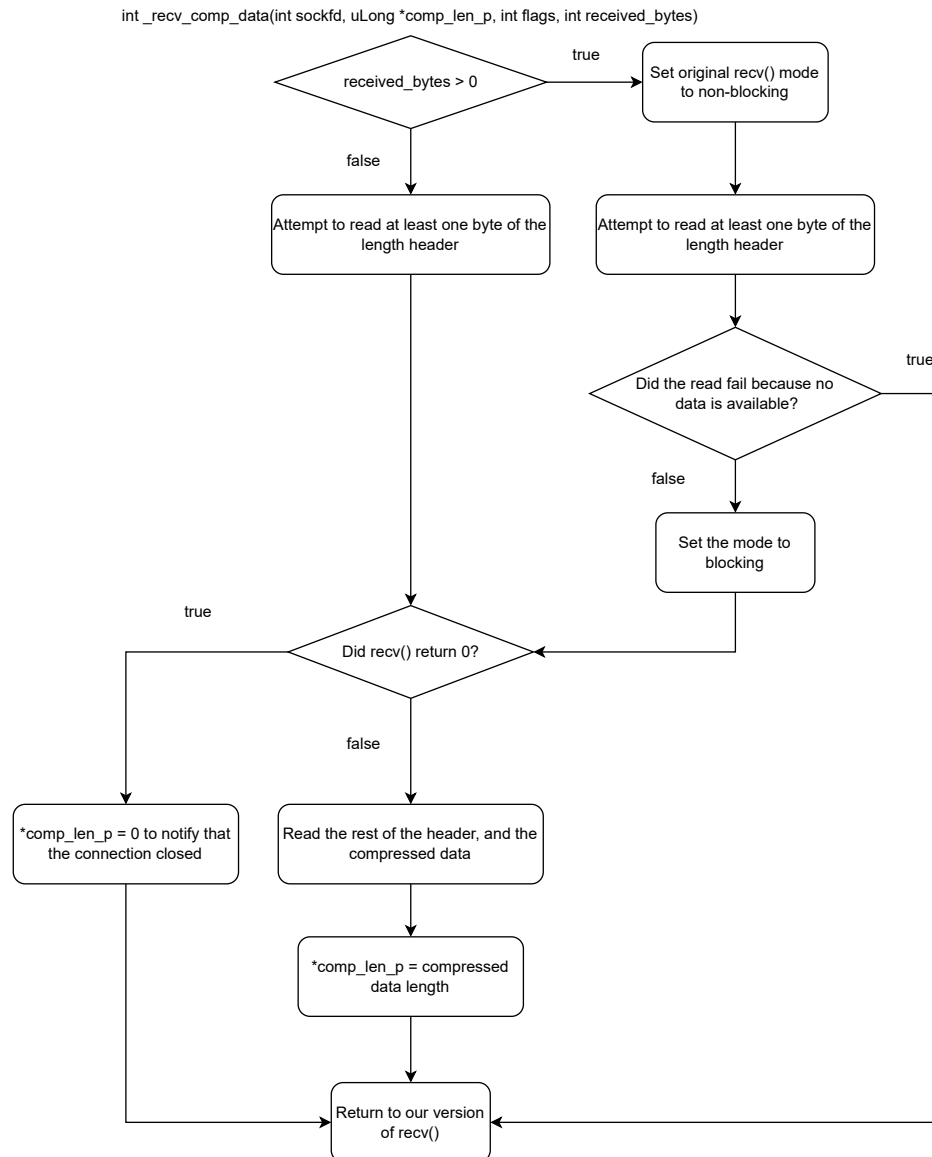 int _recv_comp_data(int sockfd, uLong *comp_len_p, int flags, int received_bytes)
received_bytes > 0
true
Set original recv() mode
to non-blocking
false
Attempt to read at least one byte of the
length header
Attempt to read at least one byte of the
length header
Did the read fail because no
data is available?
true
false
Set the mode to
blocking
Did recv() return 0?
true
false
*comp_len_p = 0 to notify that
the connection closed
Read the rest of the header, and the
compressed data
*comp_len_p = compressed
data length
Return to our version
of recv()